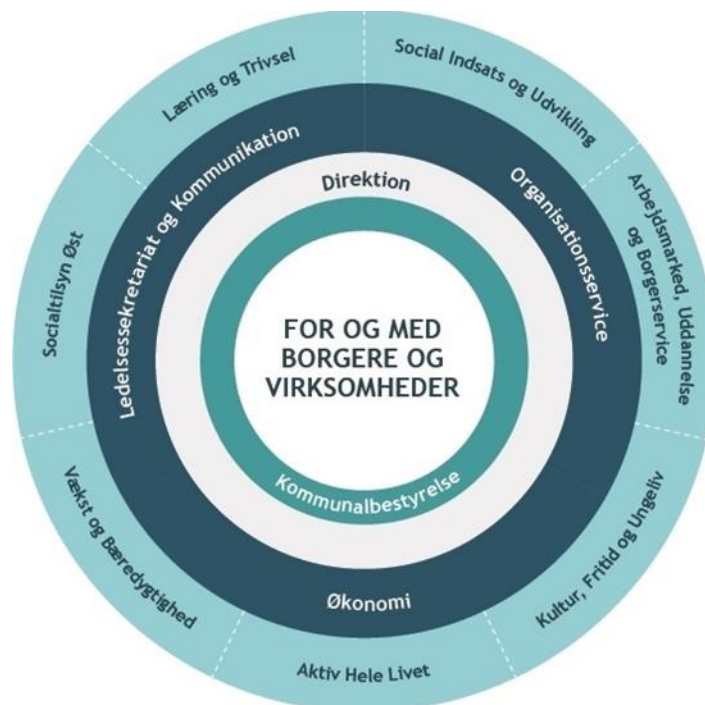 Læring og Trivsel
Social Indsats og Udvikling
Arbejdsmarked, Uddannelse
og Borgerservice
Kultur, Fritid og Ungeliv
Aktiv Hele Livet
Vækst og Bæredygtighed
Socialtilsyn Øst
Ledelsessekretariat og Kommunikation
Organisationsservice
Økonomi
Direktion
FOR OG MED
BORGERE OG
VIRKSOMHEDER
Kommunalbestyrelse